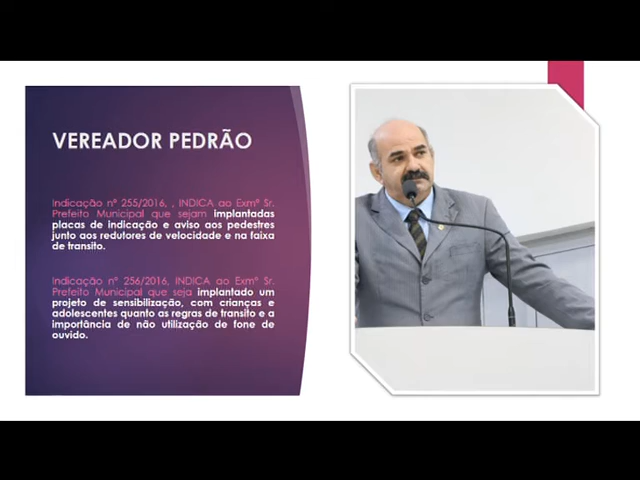 VEREADOR PEDRÃO
Indicação nº 255/2016, , INDICA ao Exmº Sr.
Prefeito Municipal que sejam implantadas
placas de indicação e aviso aos pedestres
junto aos redutores de velocidade e na faixa
de transito.
Indicação nº 256/2016, INDICA ao Exmº Sr.
Prefeito Municipal que seja implantado um
projeto de sensibilização, com crianças e
adolescentes quanto as regras de transito e a
importância de não utilização de fone de
ouvido.